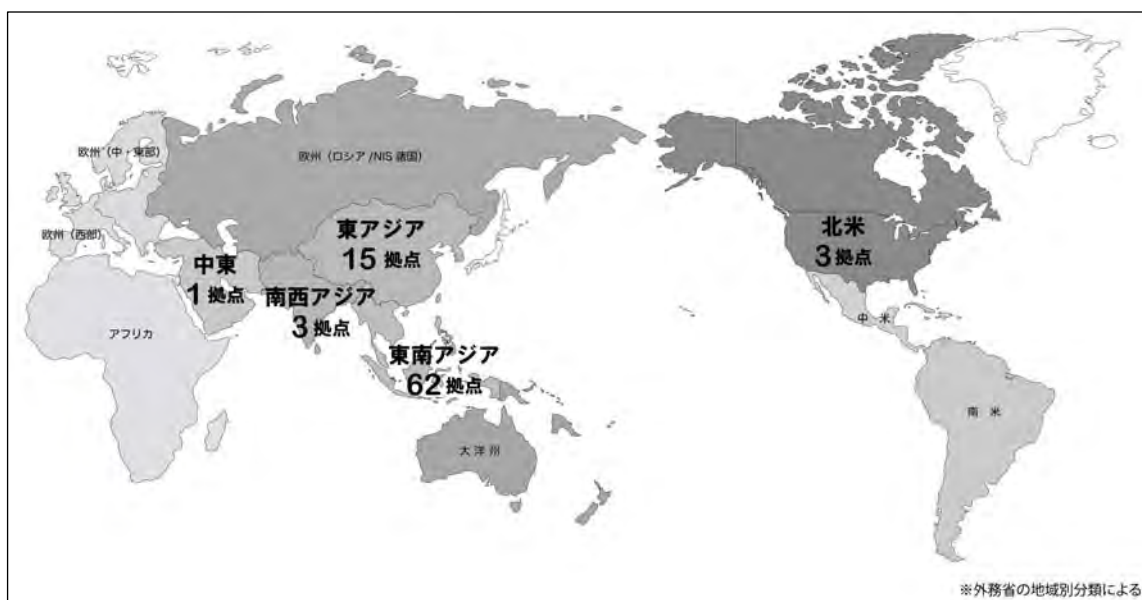 欧州（中・東部）
欧州（ロシア/NIS諸国）
欧州（西部）
東アジア
15 拠点
北米
3 拠点
中東
1 拠点
南西アジア
3 拠点
アフリカ
中 米
東南アジア
62 拠点
南 米
大 洋 州
※外務省の地域別分類による